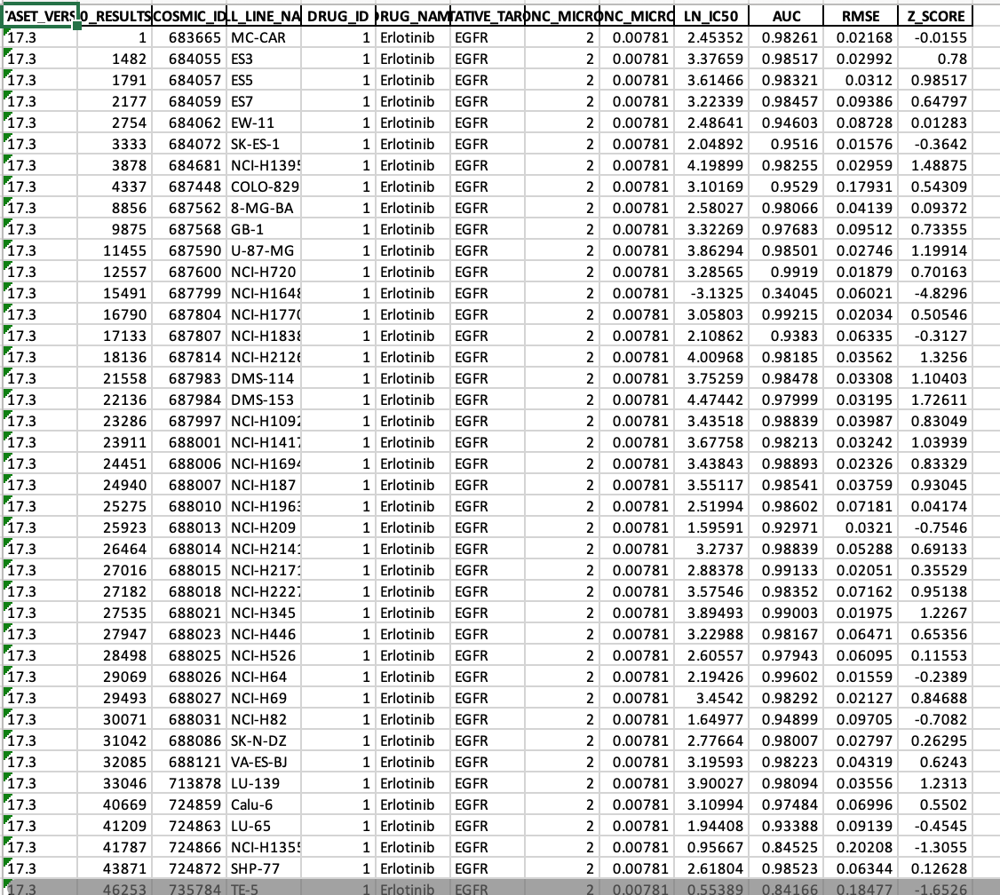 TASET_VERS 0_RESULTS COSMIC_ID LL_LINE_NA DRUG_ID DRUG_NAM TATIVE_TARG ONC_MICRO ONC_MICRO LN_IC50 AUC RMSE Z_SCORE
17.3 1 683665 MC-CAR 1 Erlotinib EGFR 2 0.00781 2.45352 0.98261 0.02168 -0.0155
17.3 1482 684055 ES3 1 Erlotinib EGFR 2 0.00781 3.37659 0.98517 0.02992 0.78
17.3 1791 684057 ES5 1 Erlotinib EGFR 2 0.00781 3.61466 0.98321 0.0312 0.98517
17.3 2177 684059 ES7 1 Erlotinib EGFR 2 0.00781 3.22339 0.98457 0.09386 0.64797
17.3 2754 684062 EW-11 1 Erlotinib EGFR 2 0.00781 2.48641 0.94603 0.08728 0.01283
17.3 3333 684072 SK-ES-1 1 Erlotinib EGFR 2 0.00781 2.04892 0.9516 0.01576 -0.3642
17.3 3878 684681 NCI-H1395 1 Erlotinib EGFR 2 0.00781 4.19899 0.98255 0.02959 1.48875
17.3 4337 687448 COLO-829 1 Erlotinib EGFR 2 0.00781 3.10169 0.9529 0.17931 0.54309
17.3 8856 687562 8-MG-BA 1 Erlotinib EGFR 2 0.00781 2.58027 0.98066 0.04139 0.09372
17.3 9875 687568 GB-1 1 Erlotinib EGFR 2 0.00781 3.32269 0.97683 0.09512 0.73355
17.3 11455 687590 U-87-MG 1 Erlotinib EGFR 2 0.00781 3.86294 0.98501 0.02746 1.19914
17.3 12557 687600 NCI-H720 1 Erlotinib EGFR 2 0.00781 3.28565 0.9919 0.01879 0.70163
17.3 15491 687799 NCI-H1648 1 Erlotinib EGFR 2 0.00781 -3.1325 0.34045 0.06021 -4.8296
17.3 16790 687804 NCI-H1770 1 Erlotinib EGFR 2 0.00781 3.05803 0.99215 0.02034 0.50546
17.3 17133 687807 NCI-H1838 1 Erlotinib EGFR 2 0.00781 2.10862 0.9383 0.06335 -0.3127
17.3 18136 687814 NCI-H2126 1 Erlotinib EGFR 2 0.00781 4.00968 0.98185 0.03562 1.3256
17.3 21558 687983 DMS-114 1 Erlotinib EGFR 2 0.00781 3.75259 0.98478 0.03308 1.10403
17.3 22136 687984 DMS-153 1 Erlotinib EGFR 2 0.00781 4.47442 0.97999 0.03195 1.72611
17.3 23286 687997 NCI-H1092 1 Erlotinib EGFR 2 0.00781 3.43518 0.98839 0.03987 0.83049
17.3 23911 688001 NCI-H1417 1 Erlotinib EGFR 2 0.00781 3.67758 0.98213 0.03242 1.03939
17.3 24451 688006 NCI-H1694 1 Erlotinib EGFR 2 0.00781 3.43843 0.98893 0.02326 0.83329
17.3 24940 688007 NCI-H187 1 Erlotinib EGFR 2 0.00781 3.55117 0.98541 0.03759 0.93045
17.3 25275 688010 NCI-H1963 1 Erlotinib EGFR 2 0.00781 2.51994 0.98602 0.07181 0.04174
17.3 25923 688013 NCI-H209 1 Erlotinib EGFR 2 0.00781 1.59591 0.92971 0.0321 -0.7546
17.3 26464 688014 NCI-H2141 1 Erlotinib EGFR 2 0.00781 3.2737 0.98839 0.05288 0.69133
17.3 27016 688015 NCI-H2171 1 Erlotinib EGFR 2 0.00781 2.88378 0.99133 0.02051 0.35529
17.3 27182 688018 NCI-H2227 1 Erlotinib EGFR 2 0.00781 3.57546 0.98352 0.07162 0.95138
17.3 27535 688021 NCI-H345 1 Erlotinib EGFR 2 0.00781 3.89493 0.99003 0.01975 1.2267
17.3 27947 688023 NCI-H446 1 Erlotinib EGFR 2 0.00781 3.22988 0.98167 0.06471 0.65356
17.3 28498 688025 NCI-H526 1 Erlotinib EGFR 2 0.00781 2.60557 0.97943 0.06095 0.11553
17.3 29069 688026 NCI-H64 1 Erlotinib EGFR 2 0.00781 2.19426 0.99602 0.01559 -0.2389
17.3 29493 688027 NCI-H69 1 Erlotinib EGFR 2 0.00781 3.4542 0.98292 0.02127 0.84688
17.3 30071 688031 NCI-H82 1 Erlotinib EGFR 2 0.00781 1.64977 0.94899 0.09705 -0.7082
17.3 31042 688086 SK-N-DZ 1 Erlotinib EGFR 2 0.00781 2.77664 0.98007 0.02797 0.26295
17.3 32085 688121 VA-ES-BJ 1 Erlotinib EGFR 2 0.00781 3.19593 0.98223 0.04319 0.6243
17.3 33046 713878 LU-139 1 Erlotinib EGFR 2 0.00781 3.90027 0.98094 0.03556 1.2313
17.3 40669 724859 Calu-6 1 Erlotinib EGFR 2 0.00781 3.10994 0.97484 0.06996 0.5502
17.3 41209 724863 LU-65 1 Erlotinib EGFR 2 0.00781 1.94408 0.93388 0.09139 -0.4545
17.3 41787 724866 NCI-H1355 1 Erlotinib EGFR 2 0.00781 0.95667 0.84525 0.20208 -1.3055
17.3 43871 724872 SHP-77 1 Erlotinib EGFR 2 0.00781 2.61804 0.98523 0.06344 0.12628
17.3 46253 735784 TE-5 1 Erlotinib EGFR 2 0.00781 0.55389 0.84166 0.18477 -1.6526